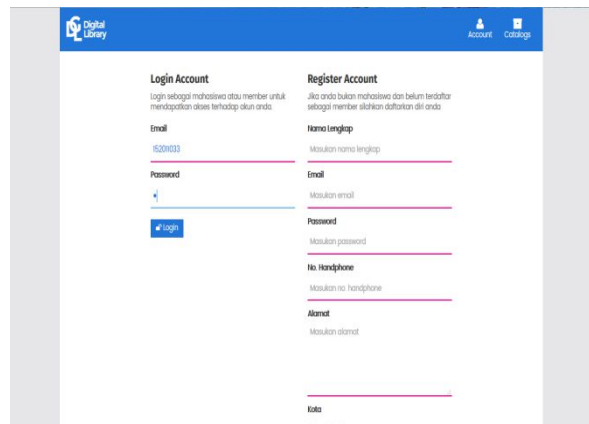 Digital
Library
Account
Catalogs
Login Account
Login sebagai mahasiswa atau member untuk
mendapatkan akses terhadap akun anda
Email
152011033
Password
Login
Register Account
Jika anda bukan mahasiswa dan belum terdaftar
sebagai member silahkan daftarkan diri anda
Nama Lengkap
Masukan nama lengkap
Email
Masukan email
Password
Masukan password
No. Handphone
Masukan no. handphone
Alamat
Masukan alamat
Kota